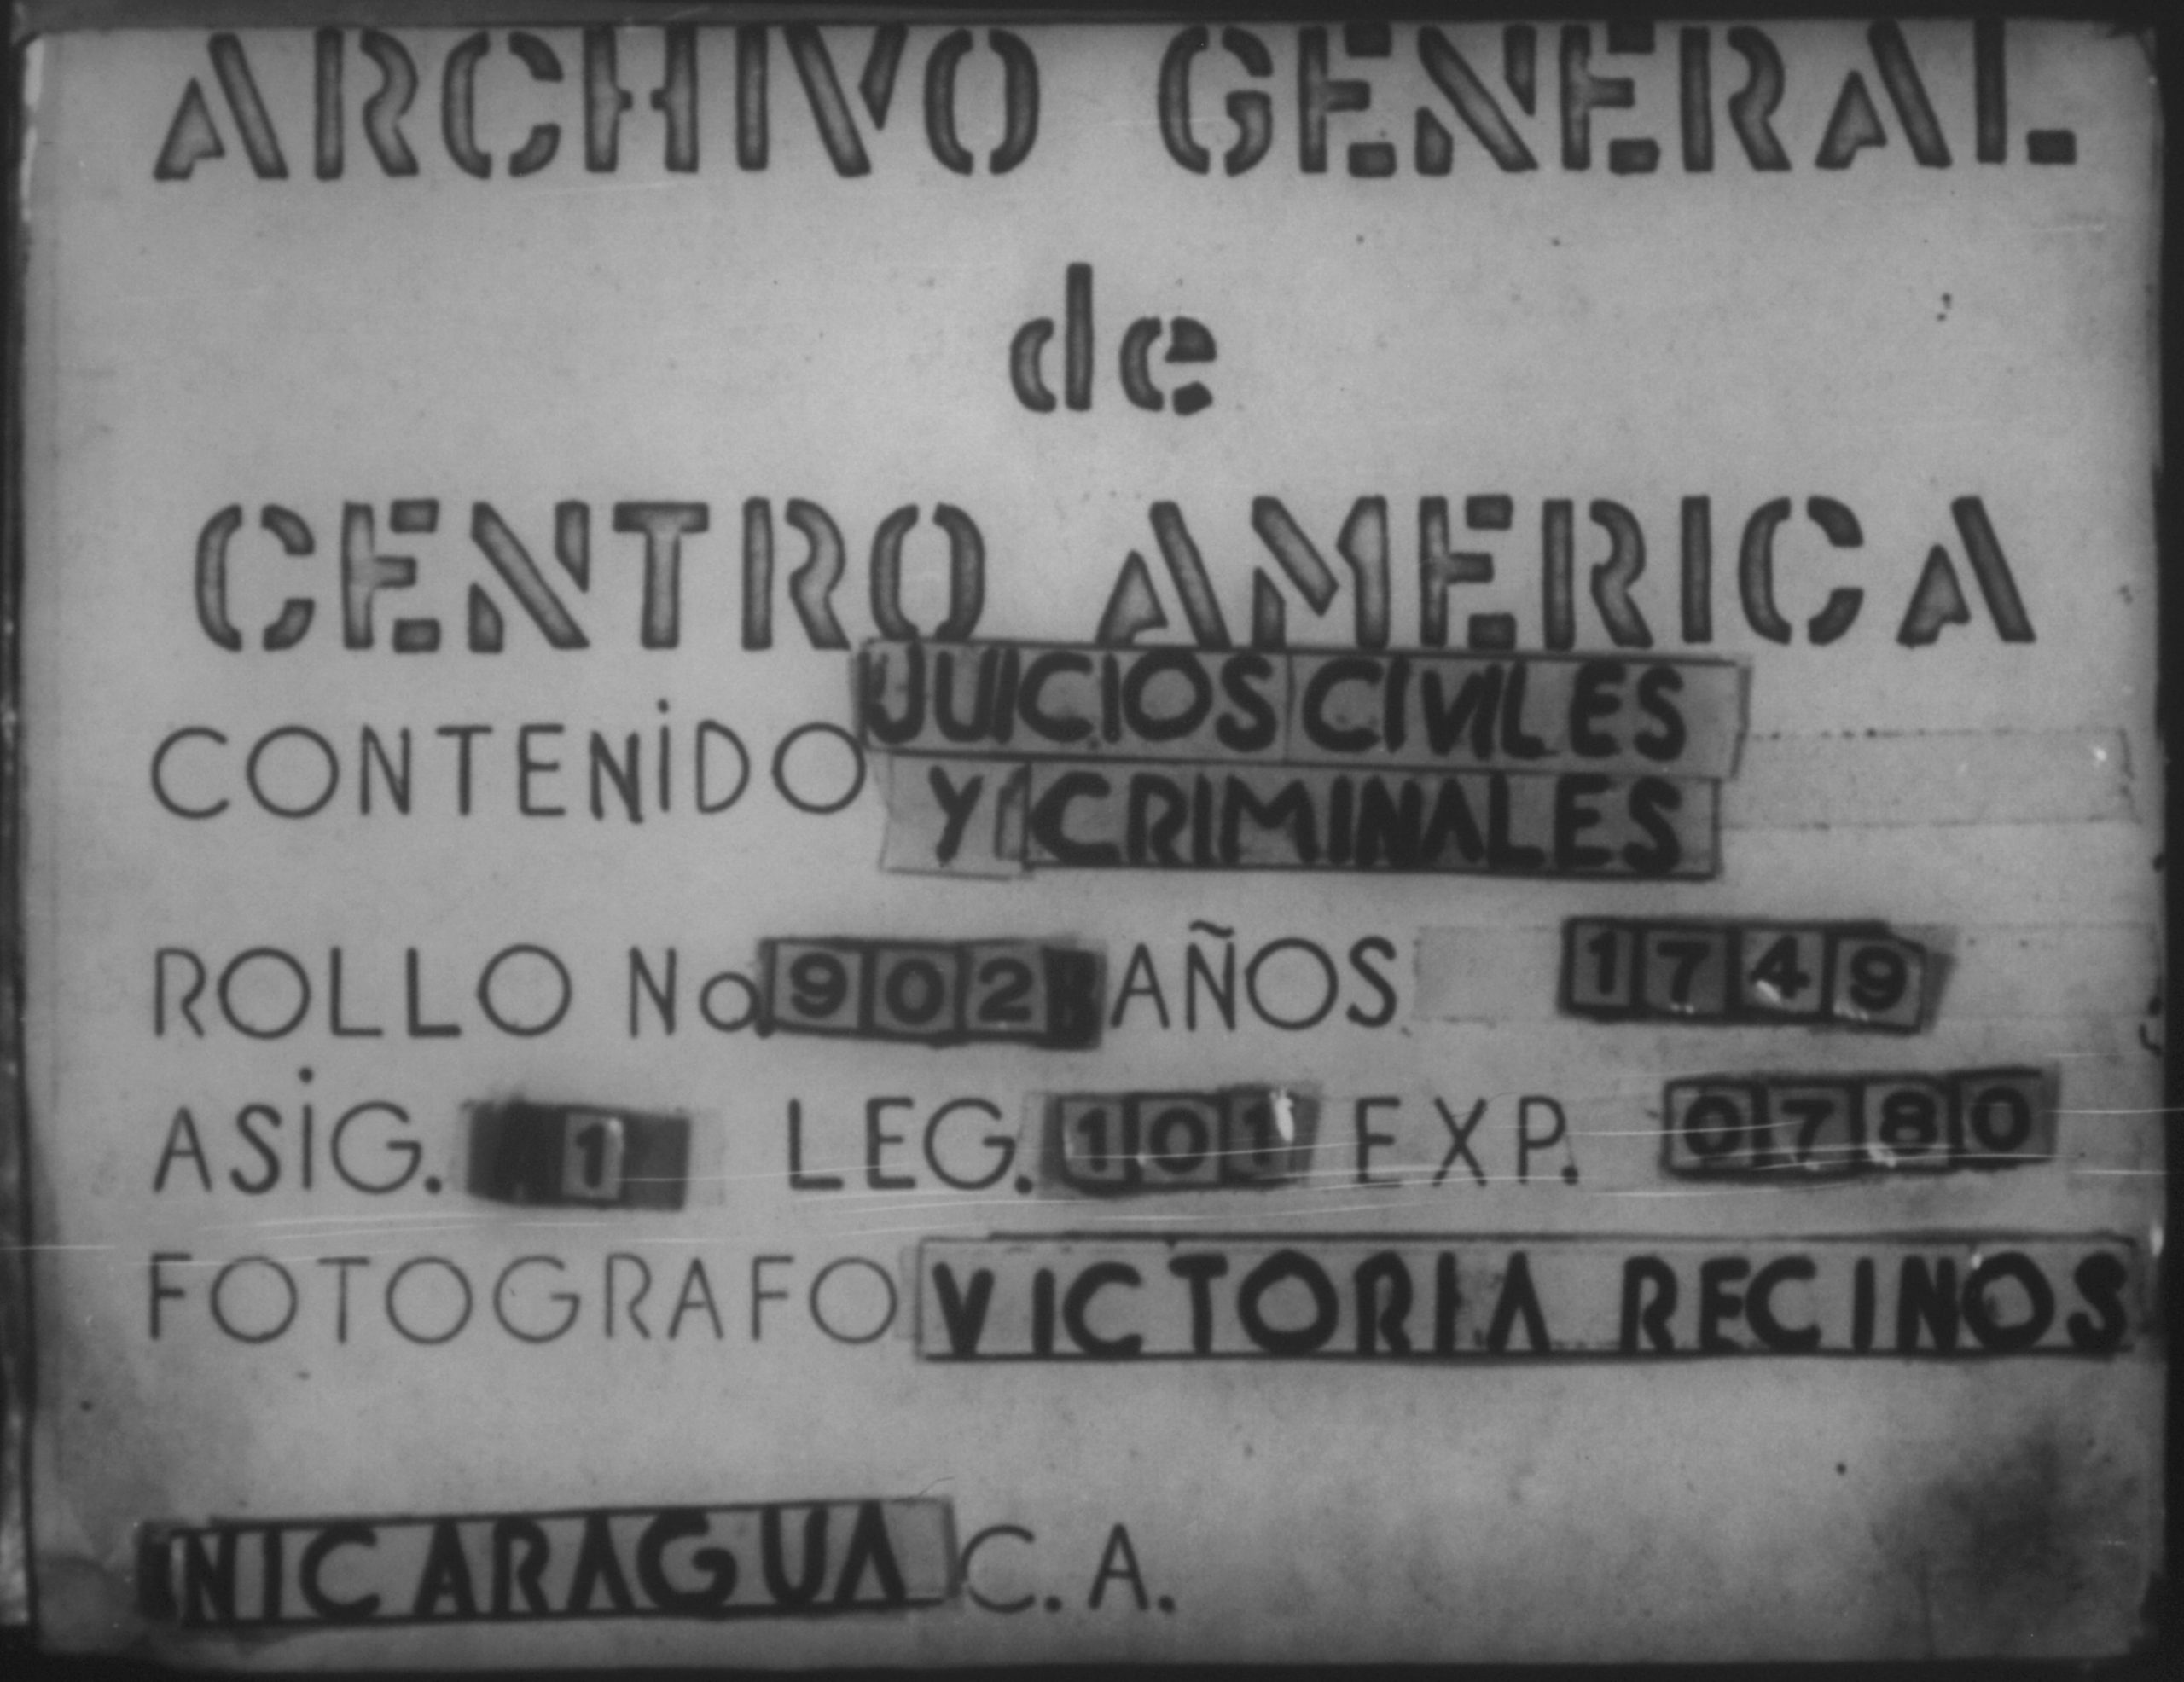 ARCHIVO GENERAL
de
CENTRO AMERICA
CONTENIDO JUICIOS CIVILES
Y CRIMINALES
ROLLO No 902 AÑOS 1749
ASIG. 1 LEG. 101 EXP. 0780
FOTOGRAFO VICTORIA RECINOS
NICARAGUA C. A.